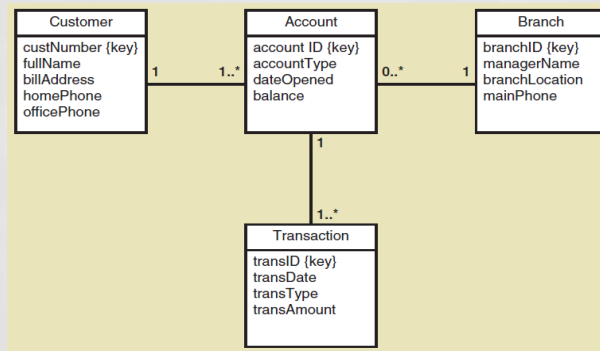 Customer
custNumber {key}
fullName
billAddress
homePhone
officePhone
1
1..*
Account
account ID {key}
accountType
dateOpened
balance
0..*
1
Branch
branchID {key}
managerName
branchLocation
mainPhone
1
1..*
Transaction
transID {key}
transDate
transType
transAmount